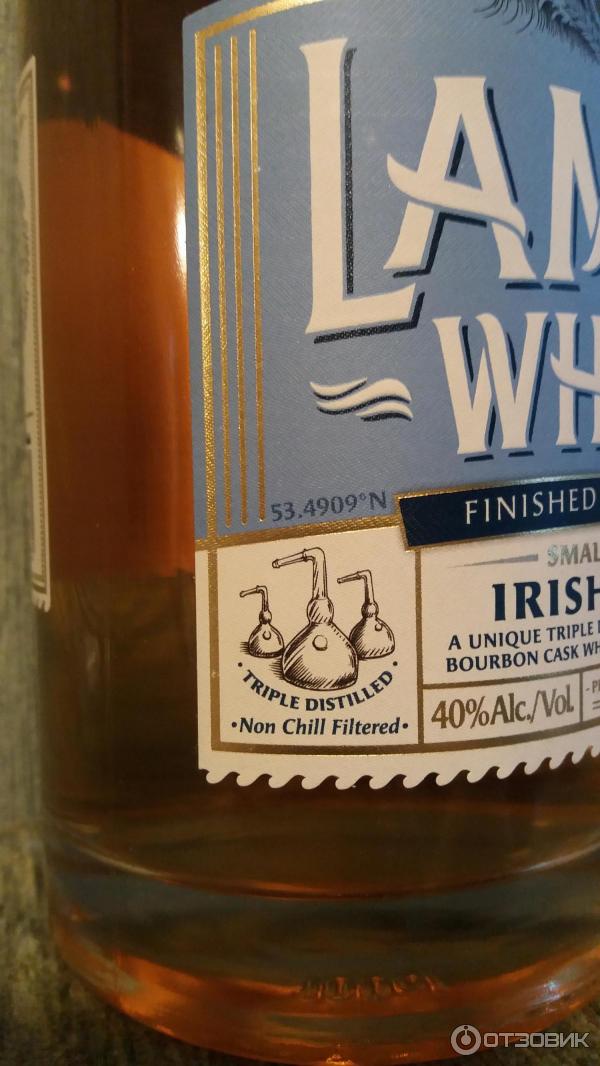 LAM
WH
53.4909°N
FINISHED
SMAL
IRISH
A UNIQUE TRIPLE
BOURBON CASK WH
TRIPLE DISTILLED
•Non Chill Filtered•
40%Alc./Vol.
ОТЗОВИК